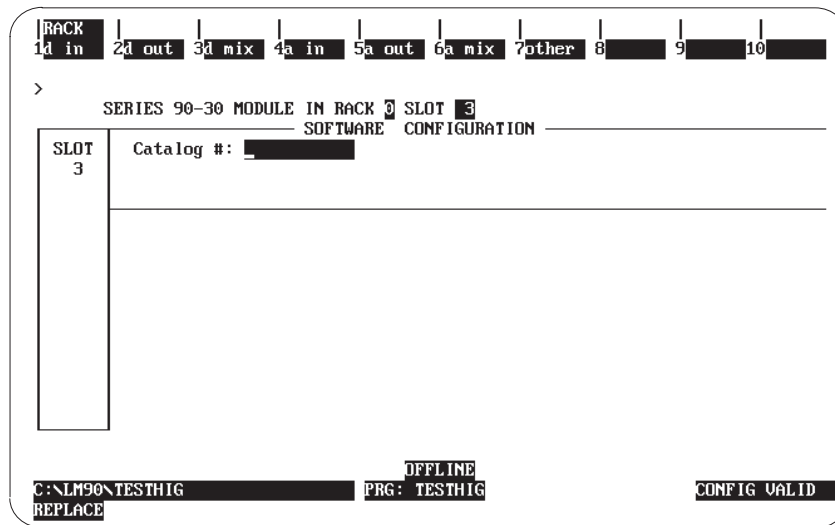 RACK
1d in 2d out 3d mix 4a in 5a out 6a mix 7other 8 9 10
>
SERIES 90-30 MODULE IN RACK 0 SLOT 3
SOFTWARE CONFIGURATION
SLOT Catalog #:
3
OFFLINE
C:\LM90\TESTHIG PRG: TESTHIG CONFIG VALID
REPLACE